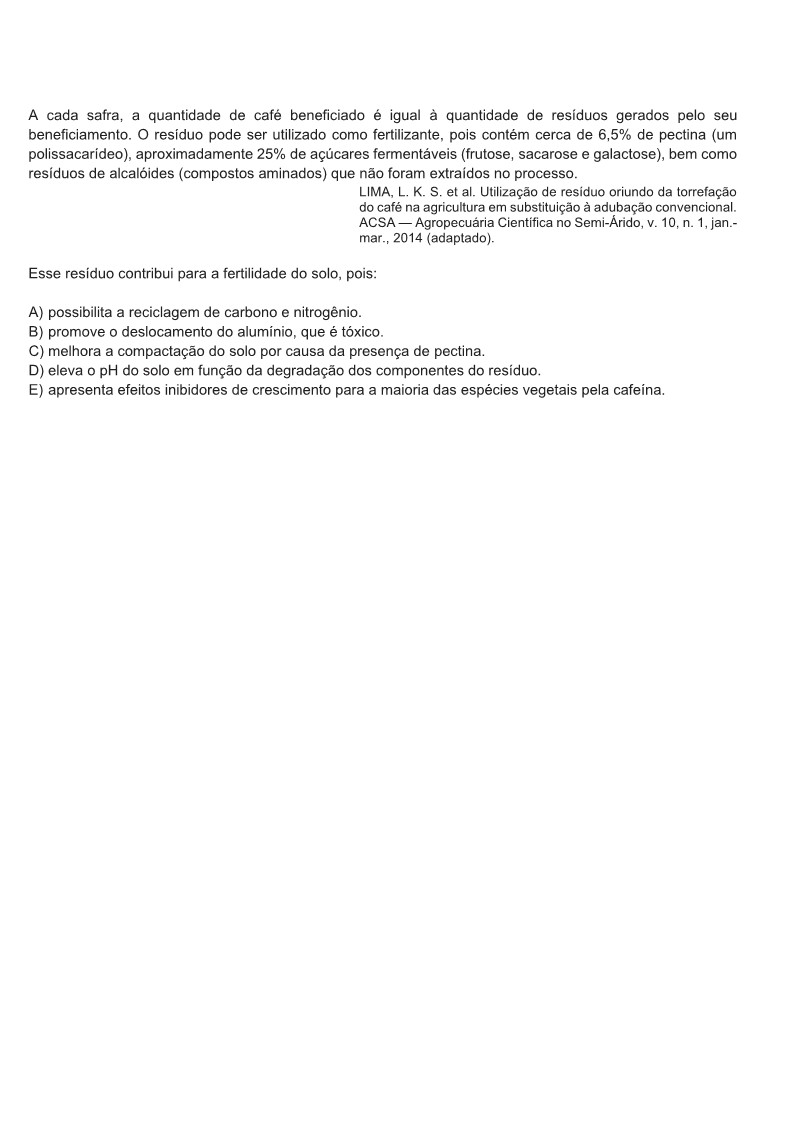 A cada safra, a quantidade de café beneficiado é igual à quantidade de resíduos gerados pelo seu
beneficiamento. O resíduo pode ser utilizado como fertilizante, pois contém cerca de 6,5% de pectina (um
polissacarídeo), aproximadamente 25% de açúcares fermentáveis (frutose, sacarose e galactose), bem como
resíduos de alcalóides (compostos aminados) que não foram extraídos no processo.
LIMA, L. K. S. et al. Utilização de resíduo oriundo da torrefação
do café na agricultura em substituição à adubação convencional.
ACSA — Agropecuária Científica no Semi-Árido, v. 10, n. 1, jan.-
mar., 2014 (adaptado).
Esse resíduo contribui para a fertilidade do solo, pois:
A) possibilita a reciclagem de carbono e nitrogênio.
B) promove o deslocamento do alumínio, que é tóxico.
C) melhora a compactação do solo por causa da presença de pectina.
D) eleva o pH do solo em função da degradação dos componentes do resíduo.
E) apresenta efeitos inibidores de crescimento para a maioria das espécies vegetais pela cafeína.